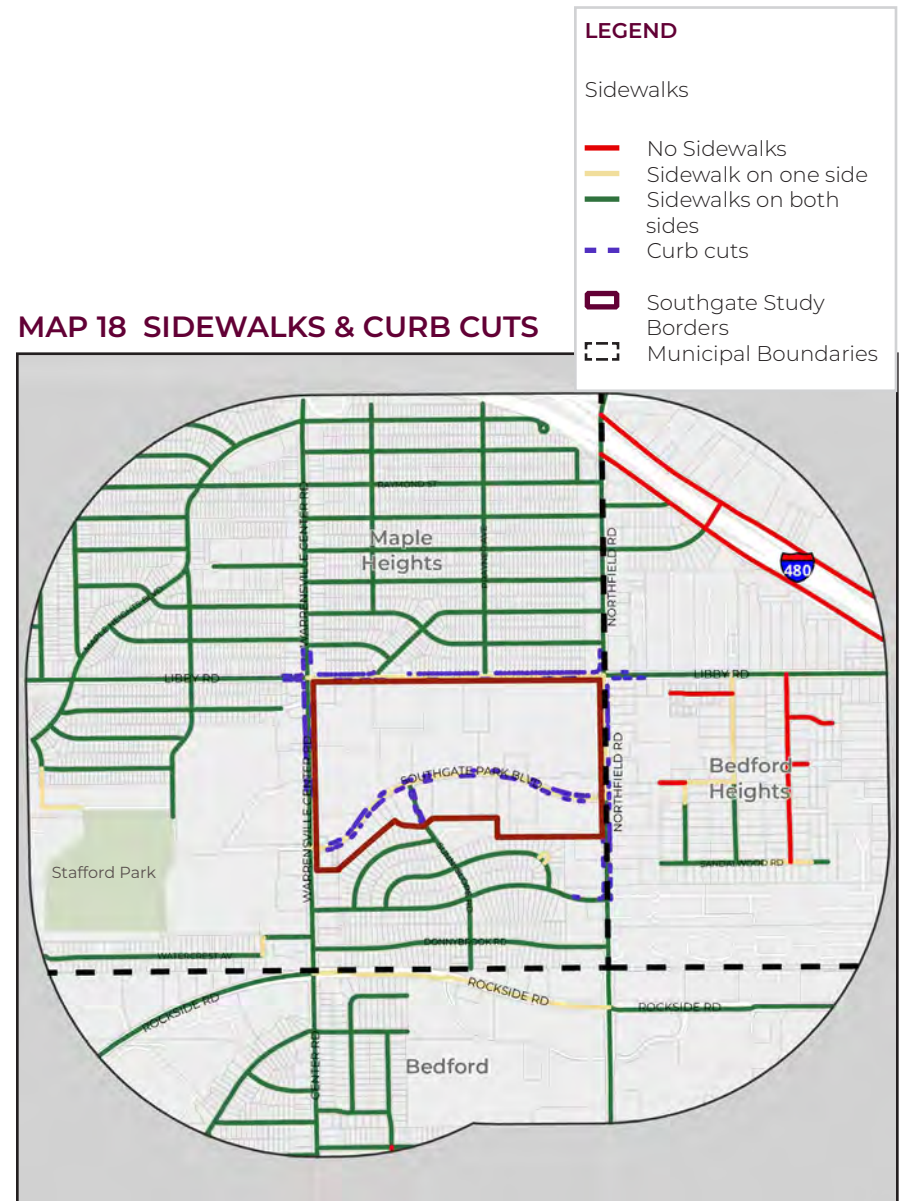 LEGEND
Sidewalks
No Sidewalks
Sidewalk on one side
Sidewalks on both
sides
Curb cuts
Southgate Study
Borders
Municipal Boundaries
MAP 18 SIDEWALKS & CURB CUTS
RAYMOND ST
WARRENSVILLE CENTER RD
Maple
Heights
NORTHFIELD RD
480
LIBBY RD
LIBBY RD
SOUTHGATE PARK BLVD
WARRENSVILLE CENTER RD
NORTHFIELD RD
Bedford
Heights
SANDALWOOD RD
Stafford Park
DONNYBROOK RD
WATERCREST AV
ROCKSIDE RD
ROCKSIDE RD
ROCKSIDE RD
CENTER RD
Bedford